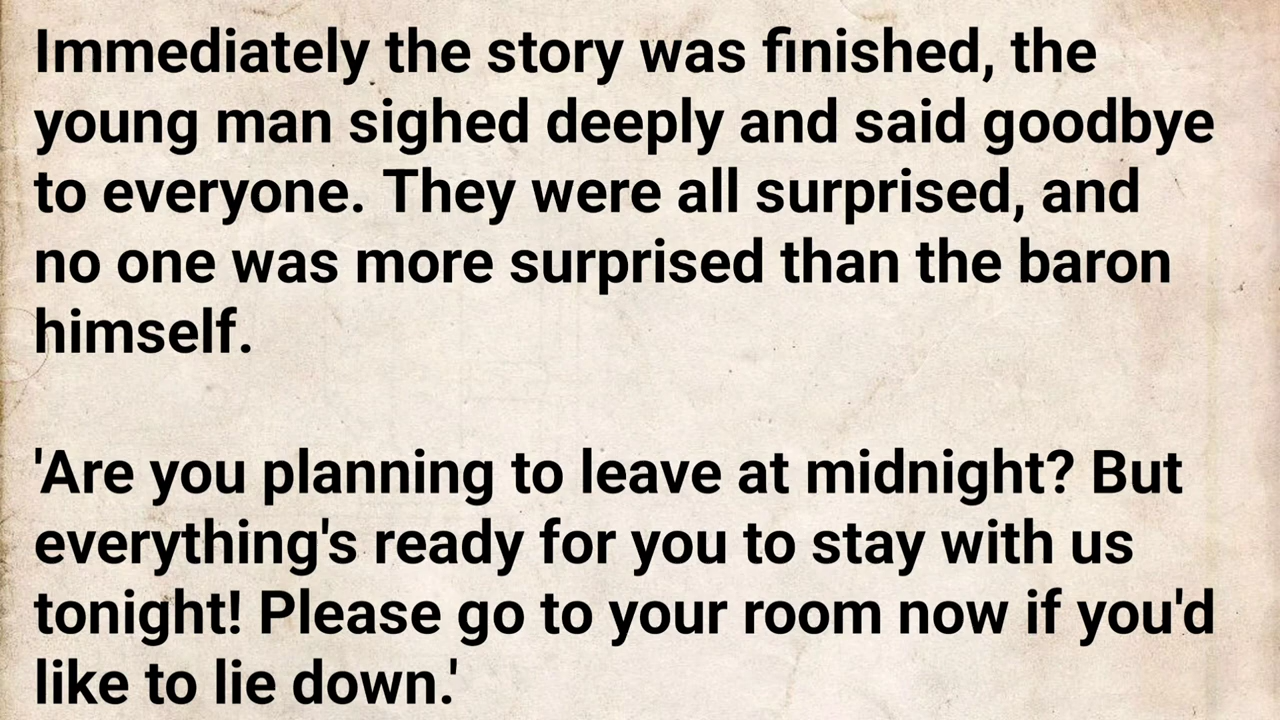 Immediately the story was finished, the
young man sighed deeply and said goodbye
to everyone. They were all surprised, and
no one was more surprised than the baron
himself.
'Are you planning to leave at midnight? But
everything's ready for you to stay with us
tonight! Please go to your room now if you'd
like to lie down.'